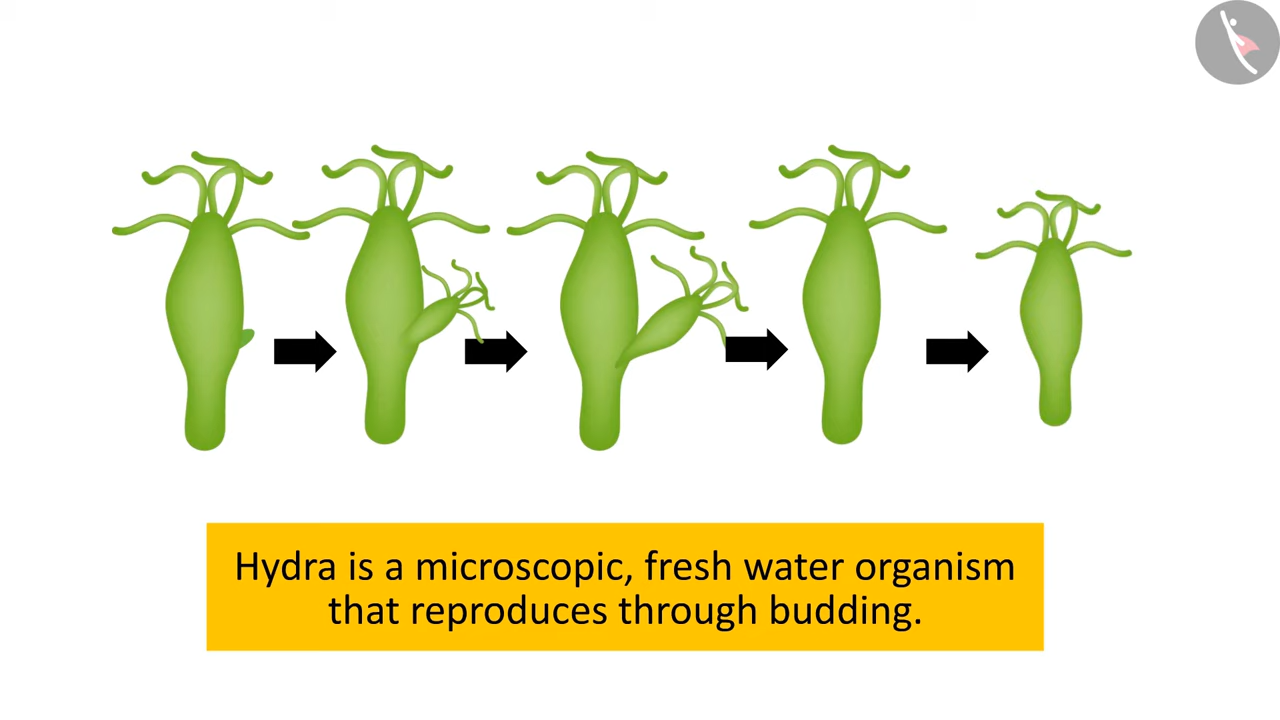 Hydra is a microscopic, fresh water organism
that reproduces through budding.